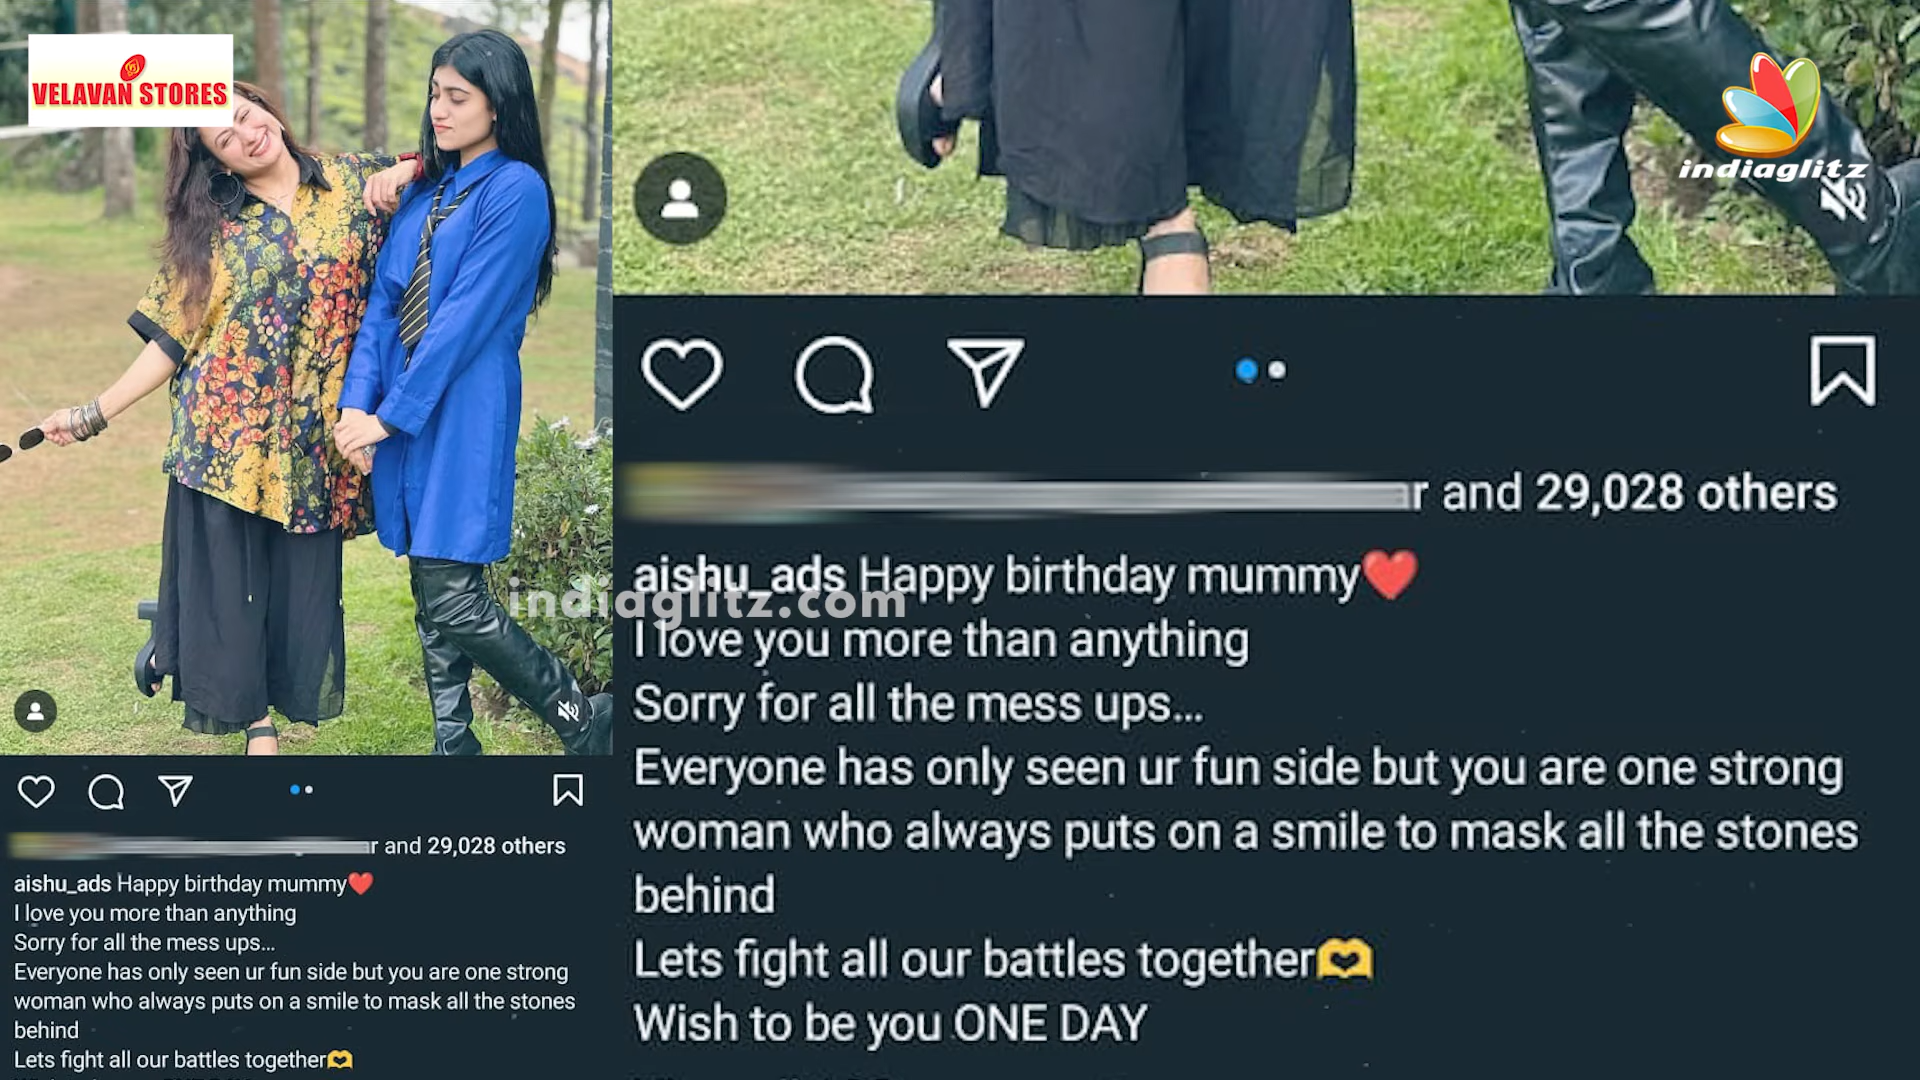 VELAVAN STORES
indiaglitz
and 29,028 others
aishu_ads Happy birthday mummy❤️
I love you more than anything
Sorry for all the mess ups...
Everyone has only seen ur fun side but you are one strong
woman who always puts on a smile to mask all the stones
behind
Lets fight all our battles together🫶
and 29,028 others
aishu_ads Happy birthday mummy❤️
I love you more than anything
Sorry for all the mess ups...
Everyone has only seen ur fun side but you are one strong
woman who always puts on a smile to mask all the stones
behind
Lets fight all our battles together🫶
Wish to be you ONE DAY
indiaglitz.com